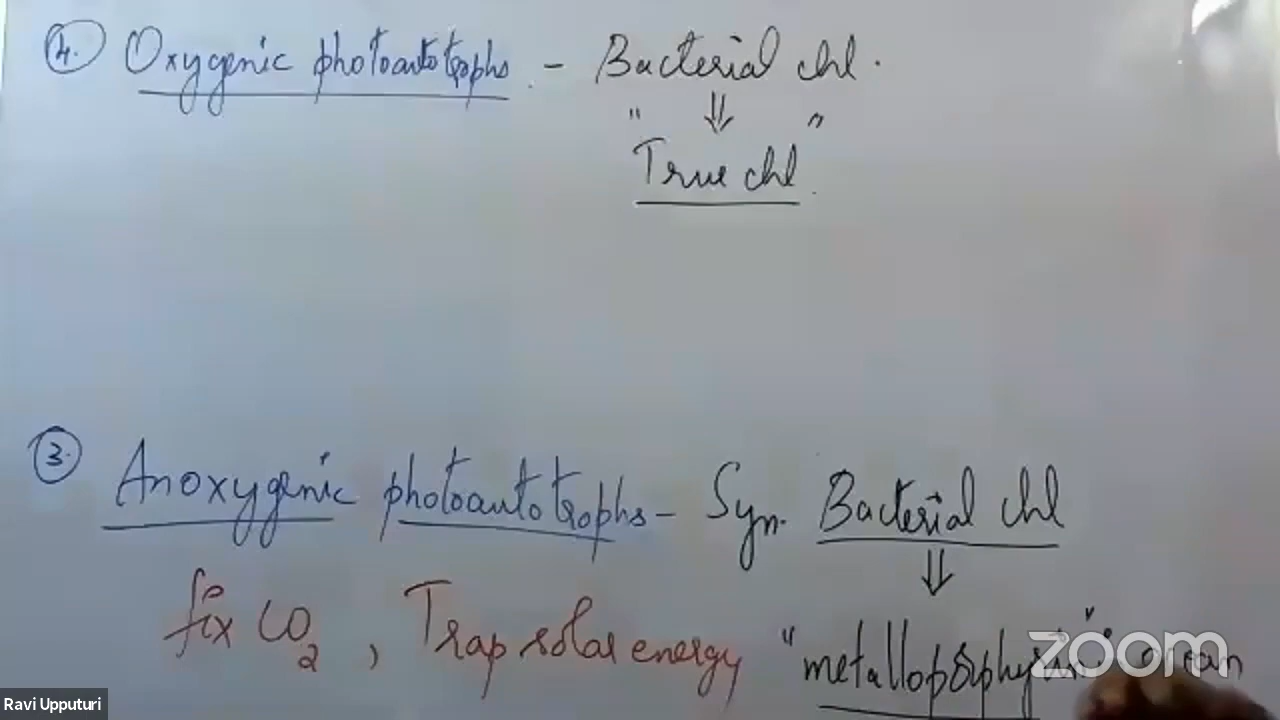 4. Oxygenic photoautotrophs - Bacterial chl.
" ⇓ "
True chl.
3. Anoxygenic photoautotrophs - Syn. Bacterial chl
⇓
fix CO2, Trap solar energy "metalloporphyrin"
zoom
Ravi Upputuri